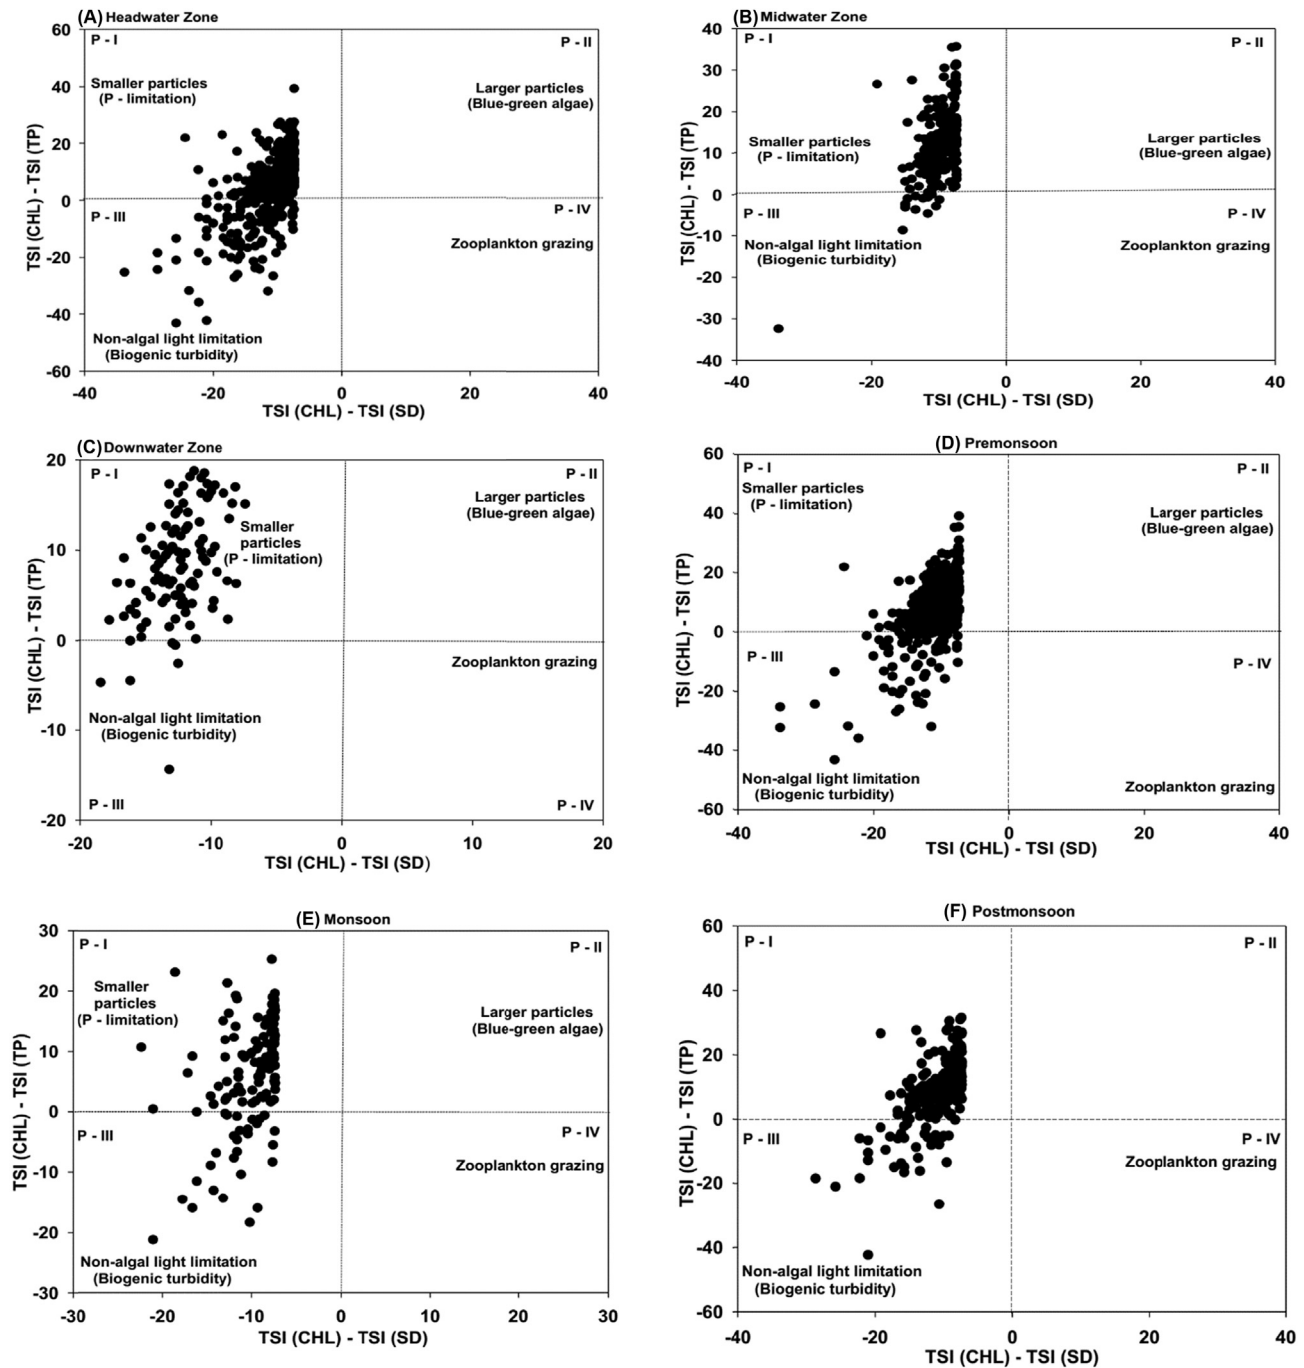 (A) Headwater Zone
60
40
20
0
-20
-40
-60
TSI (CHL) - TSI (TP)
P - I
P - II
Smaller particles
(P - limitation)
Larger particles
(Blue-green algae)
P - III
P - IV
Zooplankton grazing
Non-algal light limitation
(Biogenic turbidity)
-40 -20 0 20 40
TSI (CHL) - TSI (SD)
(B) Midwater Zone
40
30
20
10
0
-10
-20
-30
-40
TSI (CHL) - TSI (TP)
P - I
P - II
Smaller particles
(P - limitation)
Larger particles
(Blue-green algae)
P - III
P - IV
Non-algal light limitation
(Biogenic turbidity)
Zooplankton grazing
-40 -20 0 20 40
TSI (CHL) - TSI (SD)
(C) Downwater Zone
20
10
0
-10
-20
TSI (CHL) - TSI (TP)
P - I
P - II
Larger particles
(Blue-green algae)
Smaller
particles
(P - limitation)
Zooplankton grazing
Non-algal light limitation
(Biogenic turbidity)
P - III
P - IV
-20 -10 0 10 20
TSI (CHL) - TSI (SD)
(D) Premonsoon
60
40
20
0
-20
-40
-60
TSI (CHL) - TSI (TP)
P - I
P - II
Smaller particles
(P - limitation)
Larger particles
(Blue-green algae)
P - III
P - IV
Non-algal light limitation
(Biogenic turbidity)
Zooplankton grazing
-40 -20 0 20 40
TSI (CHL) - TSI (SD)
(E) Monsoon
30
20
10
0
-10
-20
-30
TSI (CHL) - TSI (TP)
P - I
P - II
Smaller
particles
(P - limitation)
Larger particles
(Blue-green algae)
P - III
P - IV
Zooplankton grazing
Non-algal light limitation
(Biogenic turbidity)
-30 -20 -10 0 10 20 30
TSI (CHL) - TSI (SD)
(F) Postmonsoon
60
40
20
0
-20
-40
-60
TSI (CHL) - TSI (TP)
P - I
P - II
P - III
P - IV
Zooplankton grazing
Non-algal light limitation
(Biogenic turbidity)
-40 -20 0 20 40
TSI (CHL) - TSI (SD)